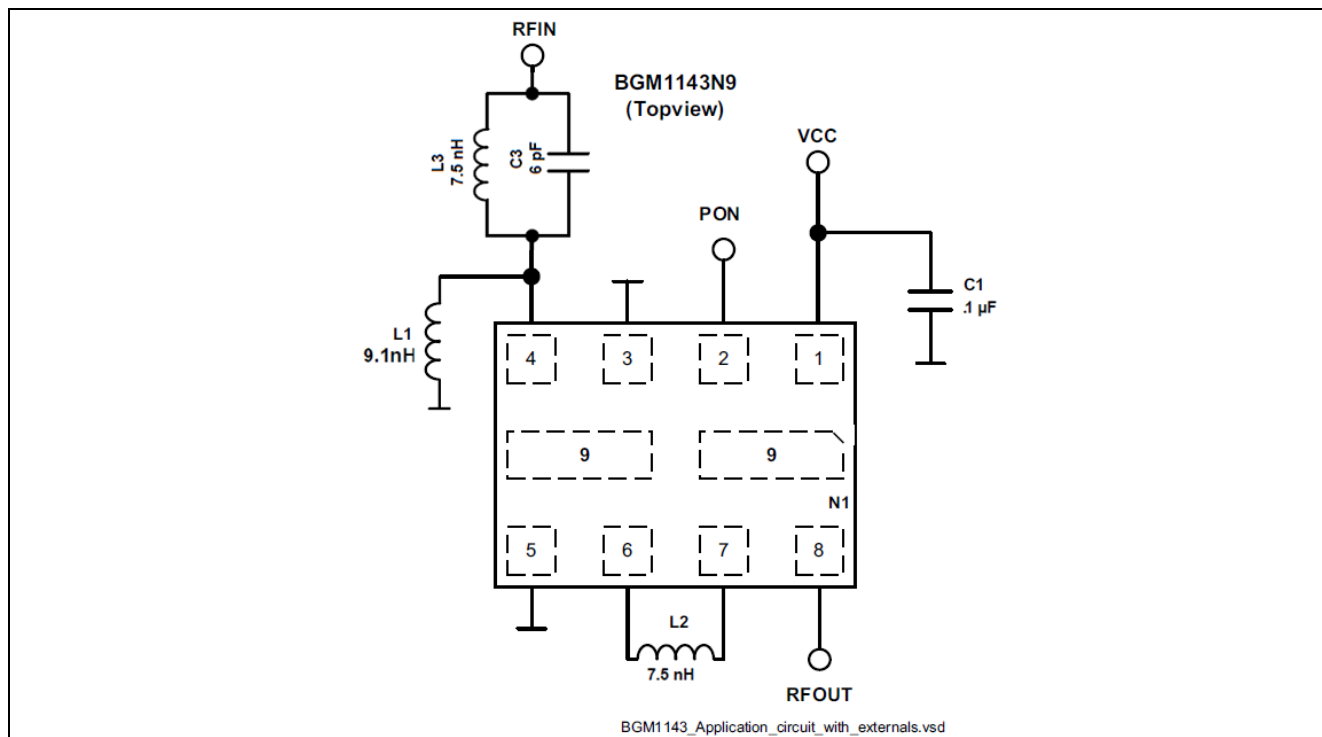 RFIN
BGM1143N9
(Topview)
VCC
L3
7.5 nH
C3
6 pF
PON
C1
.1 µF
L1
9.1nH
4
3
2
1
9
9
N1
5
6
7
8
L2
7.5 nH
RFOUT
BGM1143_Application_circuit_with_externals.vsd